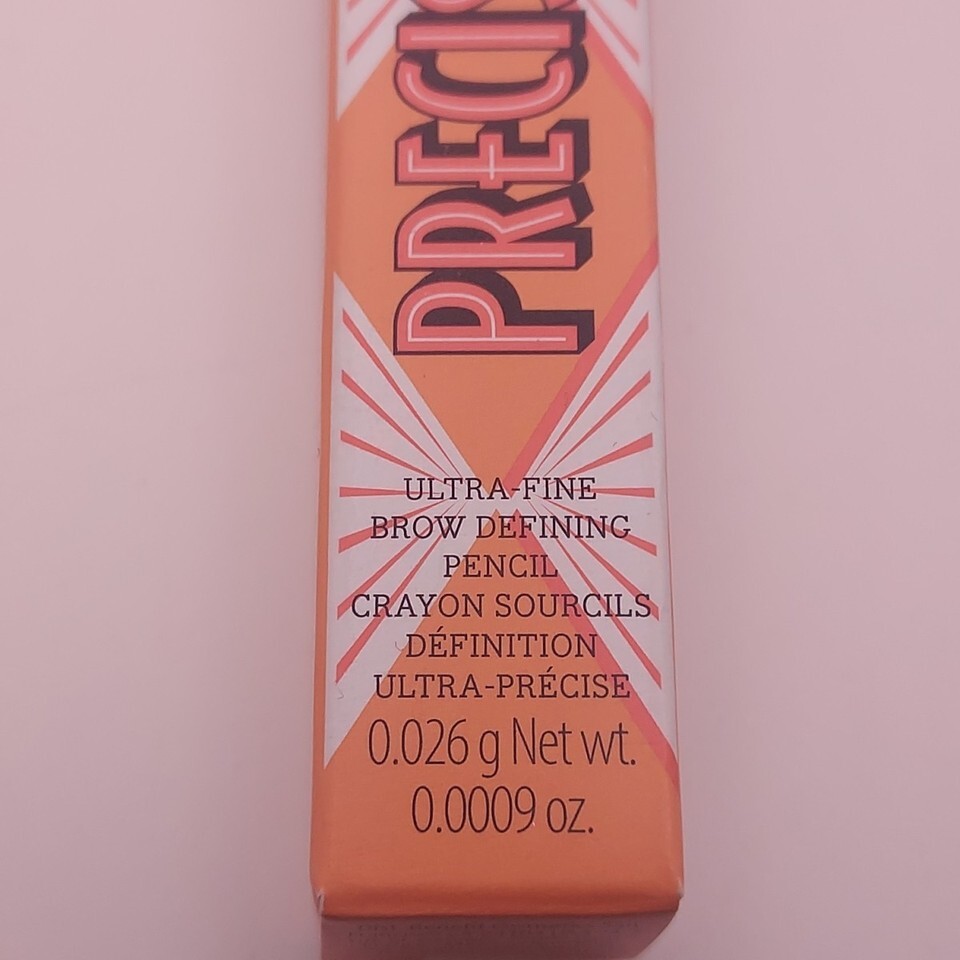 PRECIS
ULTRA-FINE
BROW DEFINING
PENCIL
CRAYON SOURCILS
DÉFINITION
ULTRA-PRÉCISE
0.026 g Net wt.
0.0009 oz.